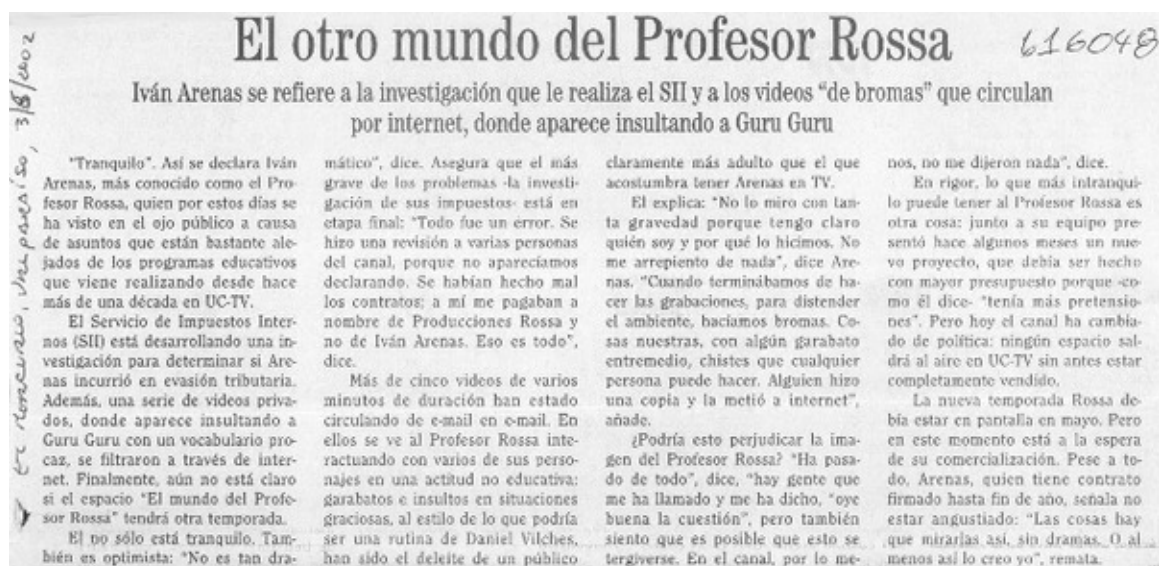 El otro mundo del Profesor Rossa
616048
Iván Arenas se refiere a la investigación que le realiza el SII y a los videos “de bromas” que circulan
por internet, donde aparece insultando a Guru Guru
El Mercurio, Valparaíso, 3/5/2002
"Tranquilo". Así se declara Iván
Arenas, más conocido como el Pro-
fesor Rossa, quien por estos días se
ha visto en el ojo público a causa
de asuntos que están bastante ale-
jados de los programas educativos
que viene realizando desde hace
más de una década en UC-TV.
El Servicio de Impuestos Inter-
nos (SII) está desarrollando una in-
vestigación para determinar si Are-
nas incurrió en evasión tributaria.
Además, una serie de videos priva-
dos, donde aparece insultando a
Guru Guru con un vocabulario pro-
caz, se filtraron a través de inter-
net. Finalmente, aún no está claro
si el espacio "El mundo del Profe-
sor Rossa" tendrá otra temporada.
El no sólo está tranquilo. Tam-
bién es optimista: "No es tan dra-
mático", dice. Asegura que el más
grave de los problemas -la investi-
gación de sus impuestos- está en
etapa final: "Todo fue un error. Se
hizo una revisión a varias personas
del canal, porque no aparecíamos
declarando. Se habían hecho mal
los contratos; a mí me pagaban a
nombre de Producciones Rossa y
no de Iván Arenas. Eso es todo",
dice.
Más de cinco videos de varios
minutos de duración han estado
circulando de e-mail en e-mail. En
ellos se ve al Profesor Rossa inte-
ractuando con varios de sus perso-
najes en una actitud no educativa:
garabatos e insultos en situaciones
graciosas, al estilo de lo que podría
ser una rutina de Daniel Vilches,
han sido el deleite de un público
claramente más adulto que el que
acostumbra tener Arenas en TV.
El explica: "No lo miro con tan-
ta gravedad porque tengo claro
quién soy y por qué lo hicimos. No
me arrepiento de nada", dice Are-
nas. "Cuando terminábamos de ha-
cer las grabaciones, para distender
el ambiente, hacíamos bromas. Co-
sas nuestras, con algún garabato
entremedio, chistes que cualquier
persona puede hacer. Alguien hizo
una copia y la metió a internet",
añade.
¿Podría esto perjudicar la ima-
gen del Profesor Rossa? "Ha pasa-
do de todo", dice, "hay gente que
me ha llamado y me ha dicho, "oye
buena la cuestión", pero también
siento que es posible que esto se
tergiverse. En el canal, por lo me-
nos, no me dijeron nada", dice.
En rigor, lo que más intranqui-
lo puede tener al Profesor Rossa es
otra cosa: junto a su equipo pre-
sentó hace algunos meses un nue-
vo proyecto, que debía ser hecho
con mayor presupuesto porque -co-
mo él dice- "tenía más pretensio-
nes". Pero hoy el canal ha cambia-
do de política: ningún espacio sal-
drá al aire en UC-TV sin antes estar
completamente vendido.
La nueva temporada Rossa de-
bía estar en pantalla en mayo. Pero
en este momento está a la espera
de su comercialización. Pese a to-
do, Arenas, quien tiene contrato
firmado hasta fin de año, señala no
estar angustiado: "Las cosas hay
que mirarlas así, sin dramas. O al
menos así lo creo yo", remata.